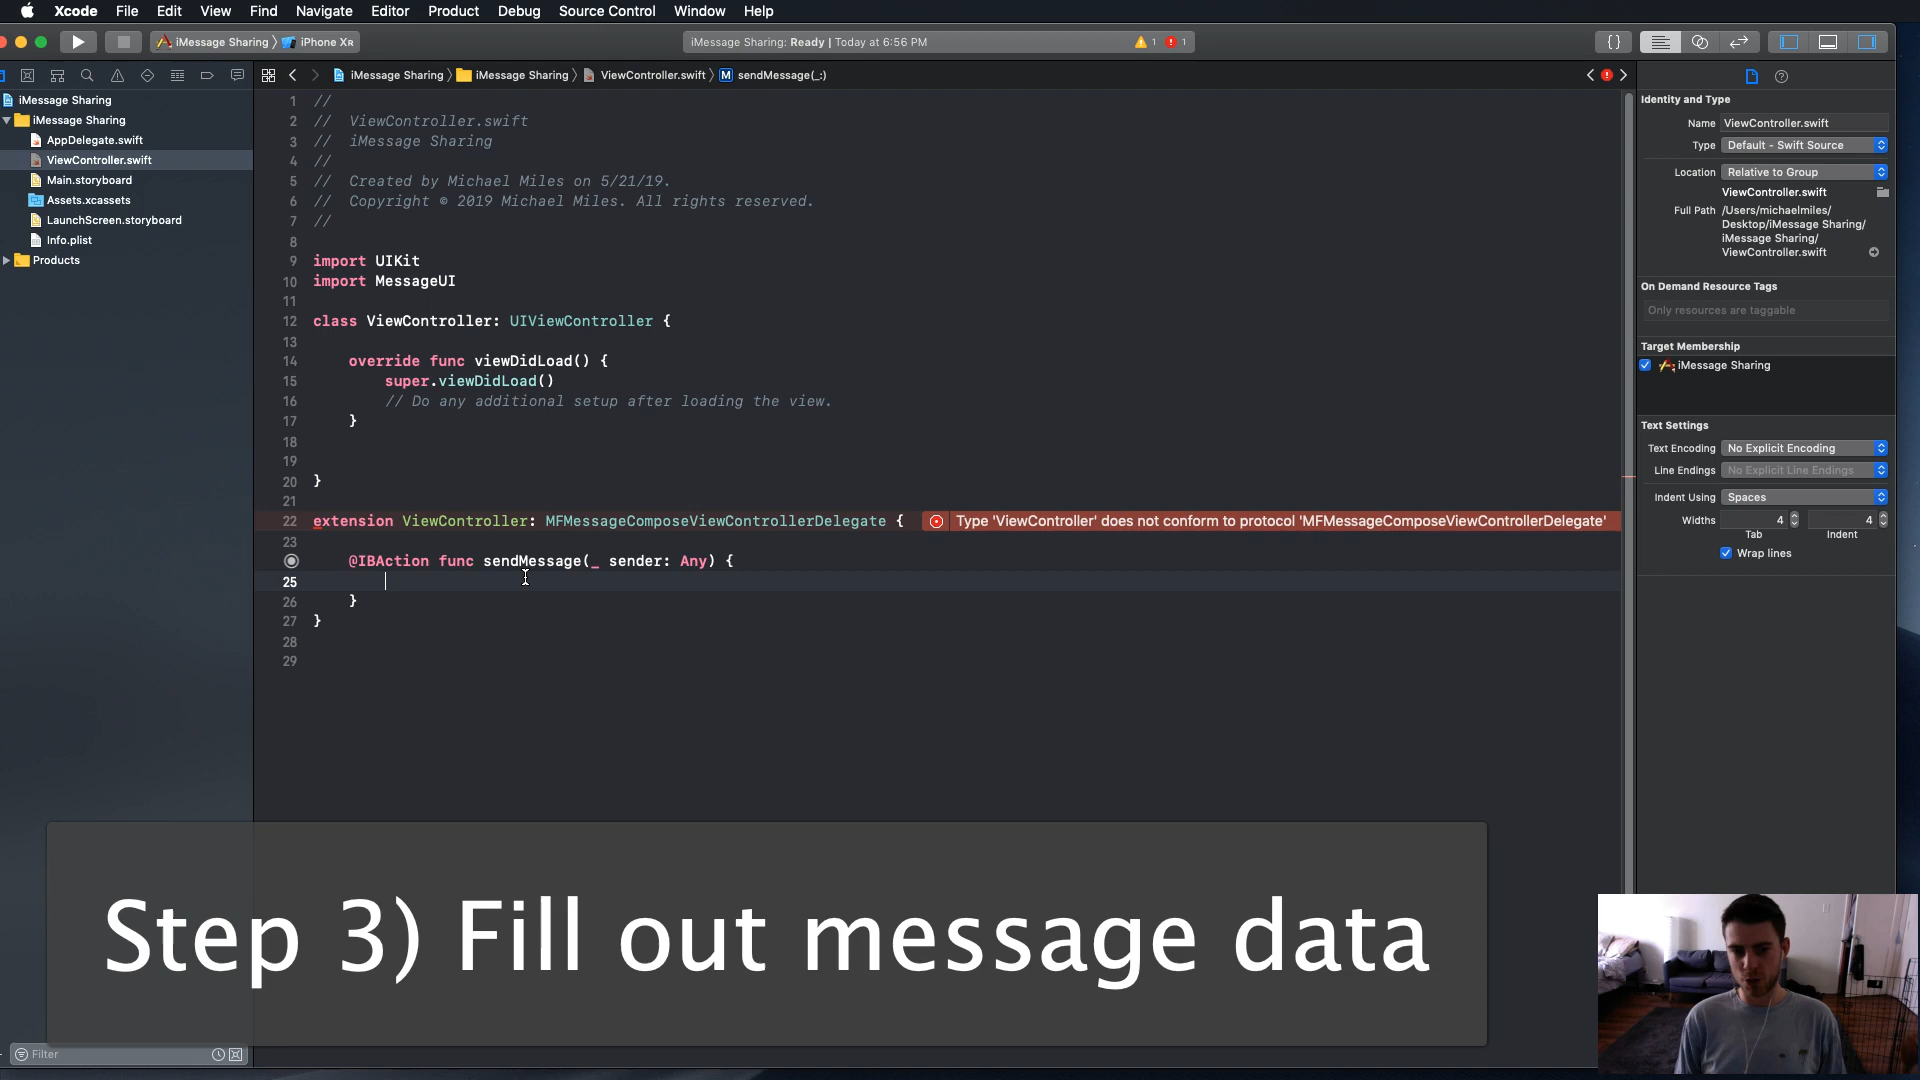 Xcode File Edit View Find Navigate Editor Product Debug Source Control Window Help
iMessage Sharing iPhone XR
iMessage Sharing: Ready | Today at 6:56 PM
1 1
iMessage Sharing iMessage Sharing ViewController.swift M sendMessage(_:)
iMessage Sharing
iMessage Sharing
AppDelegate.swift
ViewController.swift
Main.storyboard
Assets.xcassets
LaunchScreen.storyboard
Info.plist
Products
1 //
2 // ViewController.swift
3 // iMessage Sharing
4 //
5 // Created by Michael Miles on 5/21/19.
6 // Copyright © 2019 Michael Miles. All rights reserved.
7 //
8
9 import UIKit
10 import MessageUI
11
12 class ViewController: UIViewController {
13
14 override func viewDidLoad() {
15 super.viewDidLoad()
16 // Do any additional setup after loading the view.
17 }
18
19
20 }
21
22 extension ViewController: MFMessageComposeViewControllerDelegate { Type 'ViewController' does not conform to protocol 'MFMessageComposeViewControllerDelegate'
23
@IBAction func sendMessage(_ sender: Any) {
25
26 }
27 }
28
29
Identity and Type
Name ViewController.swift
Type Default - Swift Source
Location Relative to Group
ViewController.swift
Full Path /Users/michaelmiles/
Desktop/iMessage Sharing/
iMessage Sharing/
ViewController.swift
On Demand Resource Tags
Only resources are taggable
Target Membership
iMessage Sharing
Text Settings
Text Encoding No Explicit Encoding
Line Endings No Explicit Line Endings
Indent Using Spaces
Widths 4 4
Tab Indent
Wrap lines
Step 3) Fill out message data
Filter